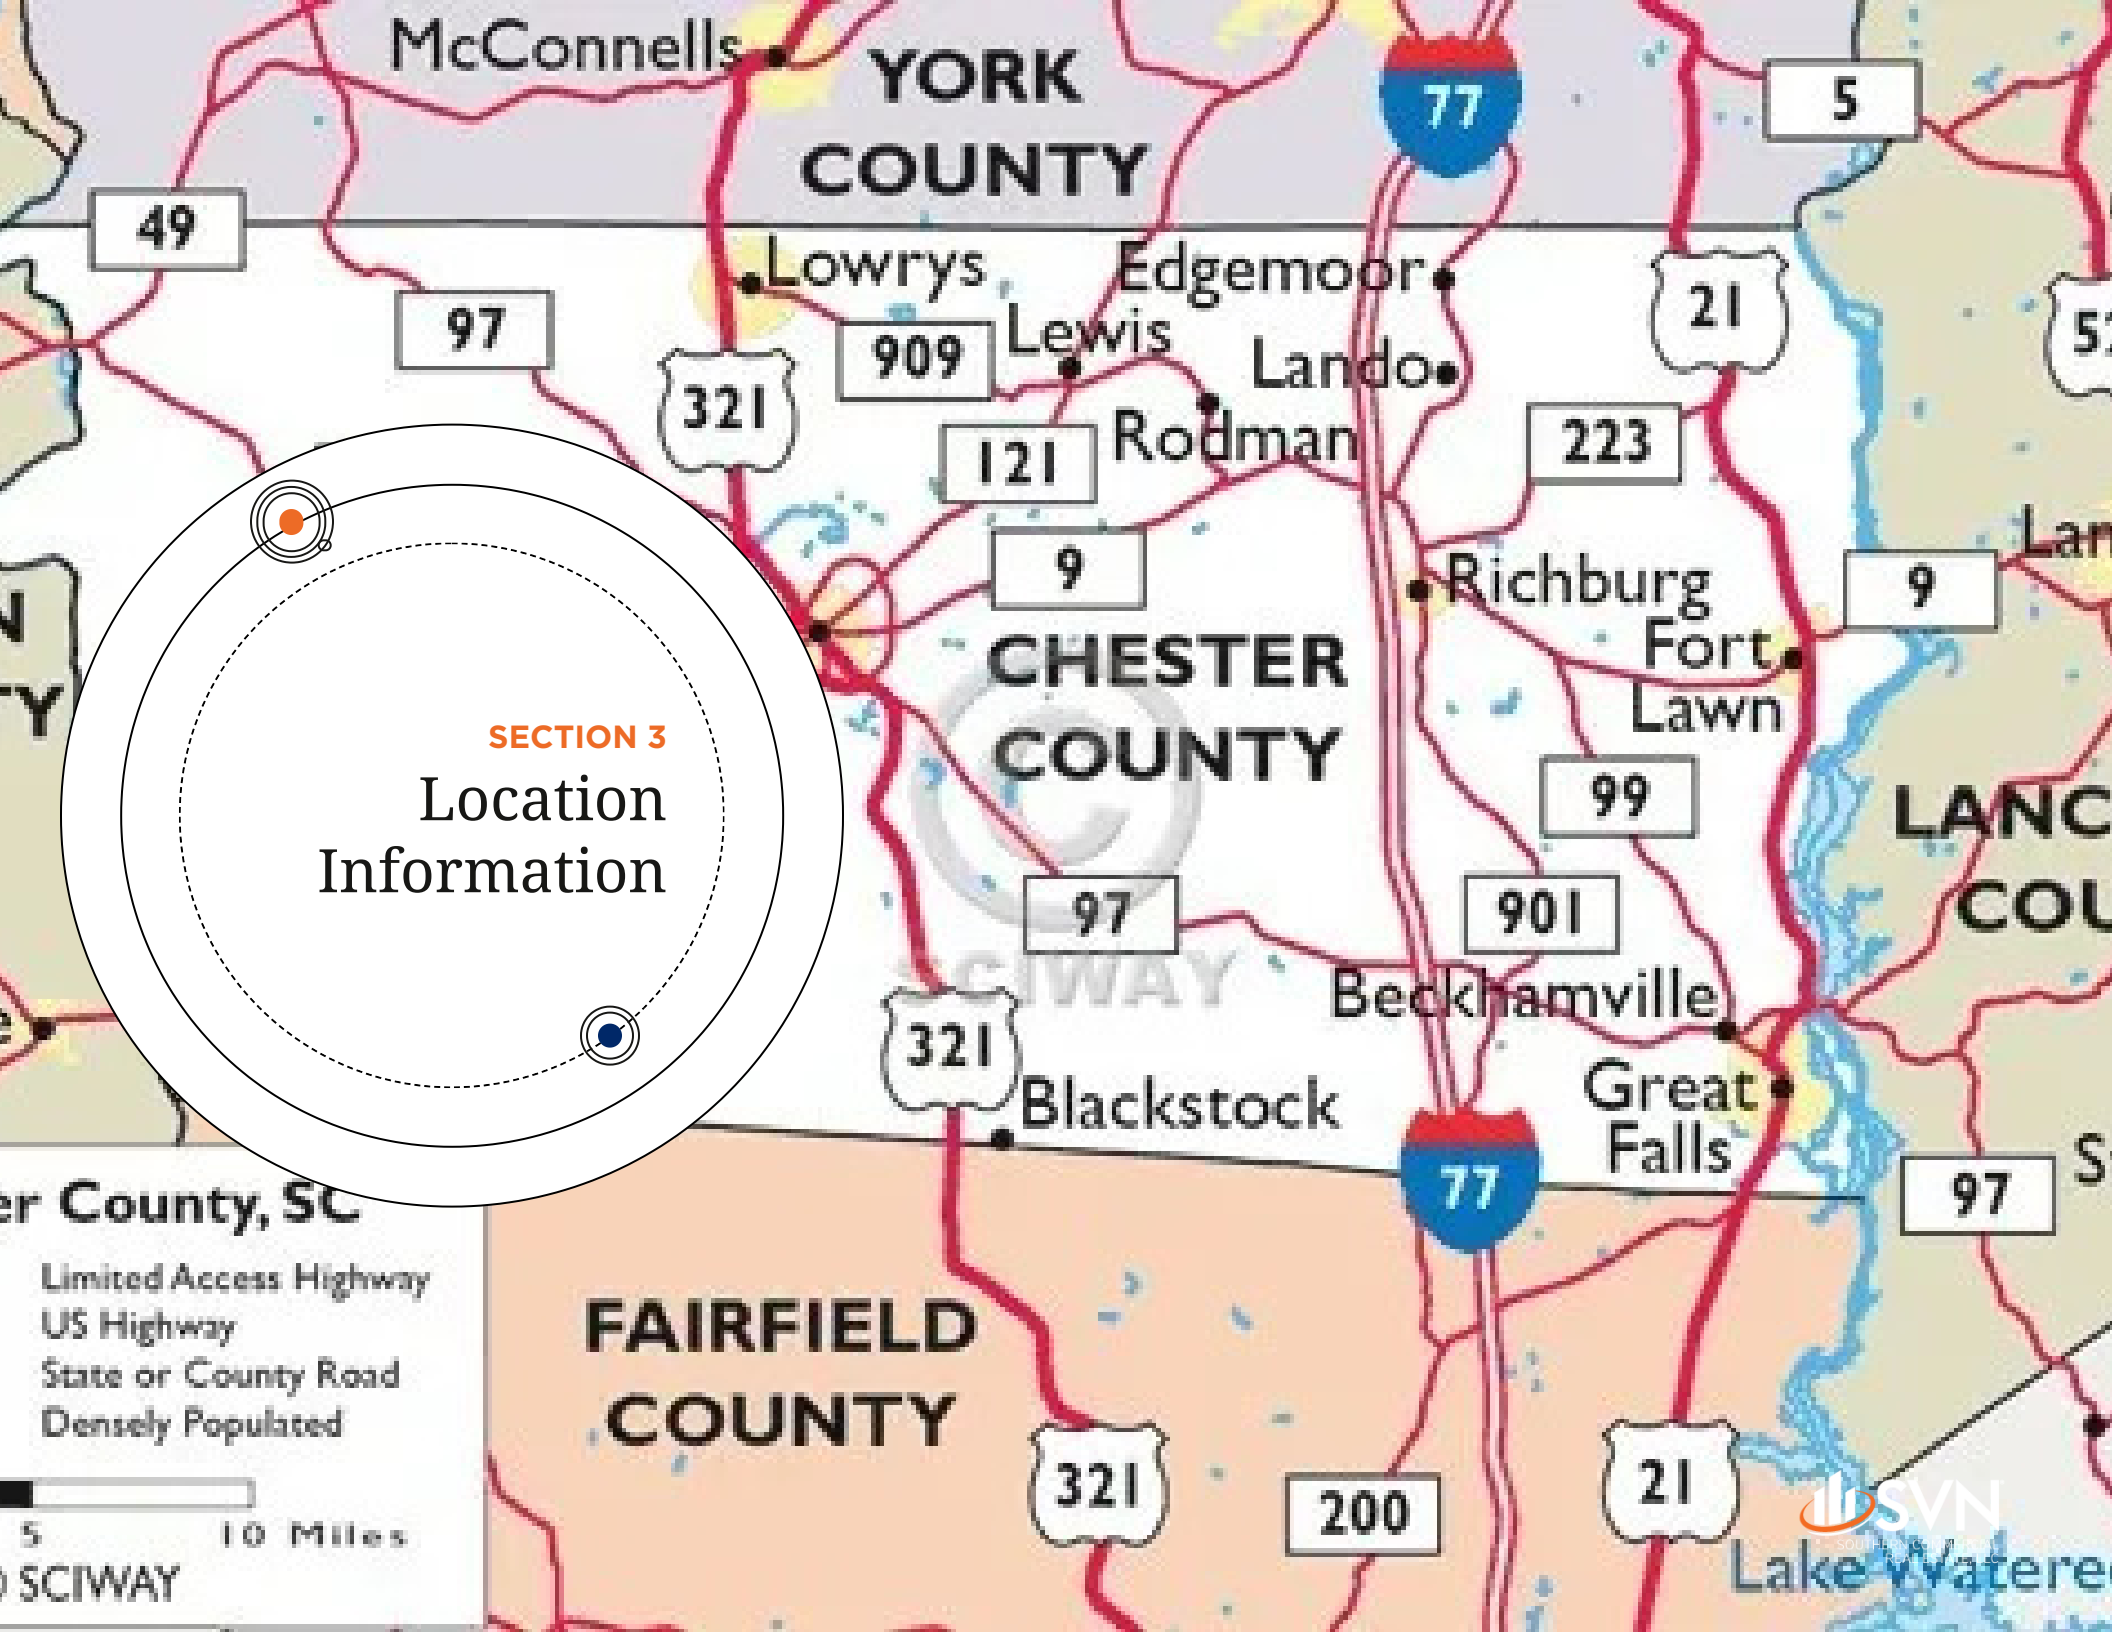 McConnells
YORK
COUNTY
77
5
49
Lowrys
Edgemoor
21
97
909
Lewis
Lando
321
121
Rodman
223
9
Richburg
9
Fort
Lawn
CHESTER
COUNTY
SECTION 3
Location
Information
99
97
901
SCIWAY
Beckhamville
321
Blackstock
Great
Falls
77
97
County, SC
Limited Access Highway
US Highway
State or County Road
Densely Populated
5 10 Miles
SCIWAY
FAIRFIELD
COUNTY
321
200
21
SVN